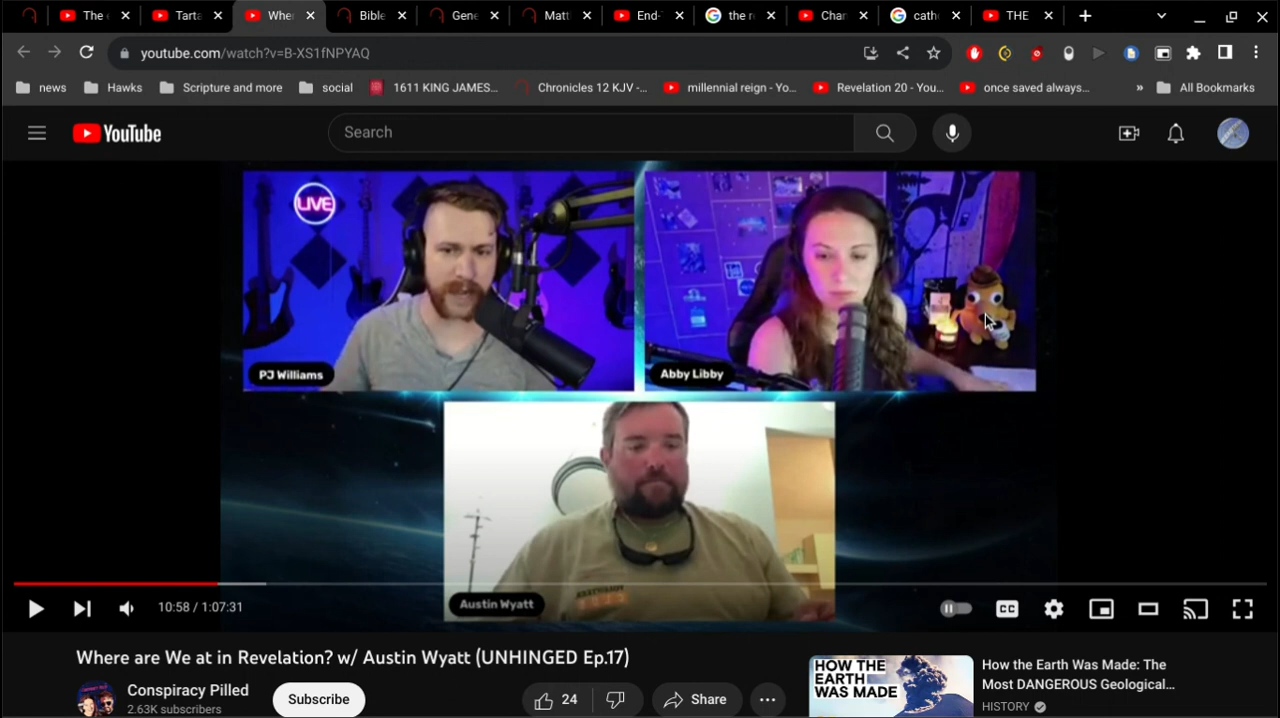 The
Tarta
Whe
Bible
Gene
Matt
End-T
the r
Char
cath
THE
youtube.com/watch?v=B-XS1fNPYAQ
news
Hawks
Scripture and more
social
1611 KING JAMES...
Chronicles 12 KJV -...
millennial reign - Yo...
Revelation 20 - You...
once saved always...
»
All Bookmarks
YouTube
Search
LIVE
PJ Williams
Abby Libby
Austin Wyatt
10:58 / 1:07:31
CC
Where are We at in Revelation? w/ Austin Wyatt (UNHINGED Ep.17)
Conspiracy Pilled
2.63K subscribers
Subscribe
24
Share
HOW THE
EARTH
WAS MADE
How the Earth Was Made: The
Most DANGEROUS Geological...
HISTORY